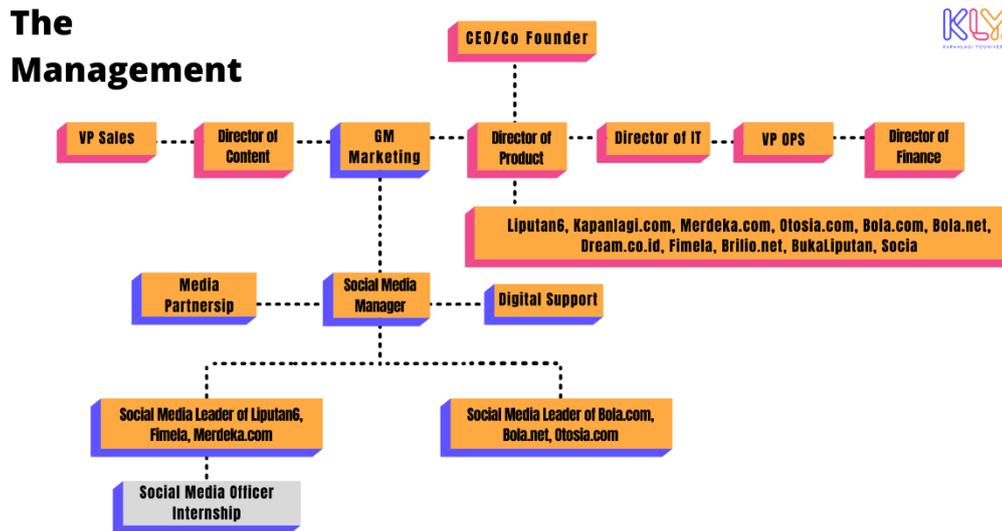 The
Management
KLY
KAPANLAGI YOUNIVER
CEO/Co Founder
VP Sales
Director of
Content
GM
Marketing
Director of
Product
Director of IT
VP OPS
Director of
Finance
Liputan6, Kapanlagi.com, Merdeka.com, Otosia.com, Bola.com, Bola.net,
Dream.co.id, Fimela, Brilio.net, BukaLiputan, Socia
Media
Partnersip
Social Media
Manager
Digital Support
Social Media Leader of Liputan6,
Fimela, Merdeka.com
Social Media Leader of Bola.com,
Bola.net, Otosia.com
Social Media Officer
Internship